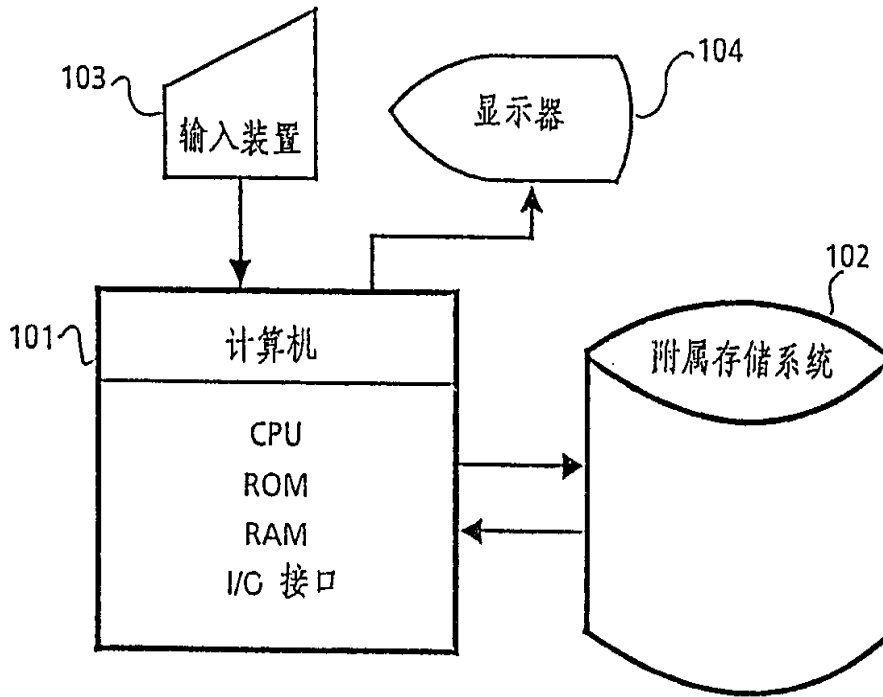 103
输入装置
显示器
104
101
计算机
CPU
ROM
RAM
I/O 接口
102
附属存储系统